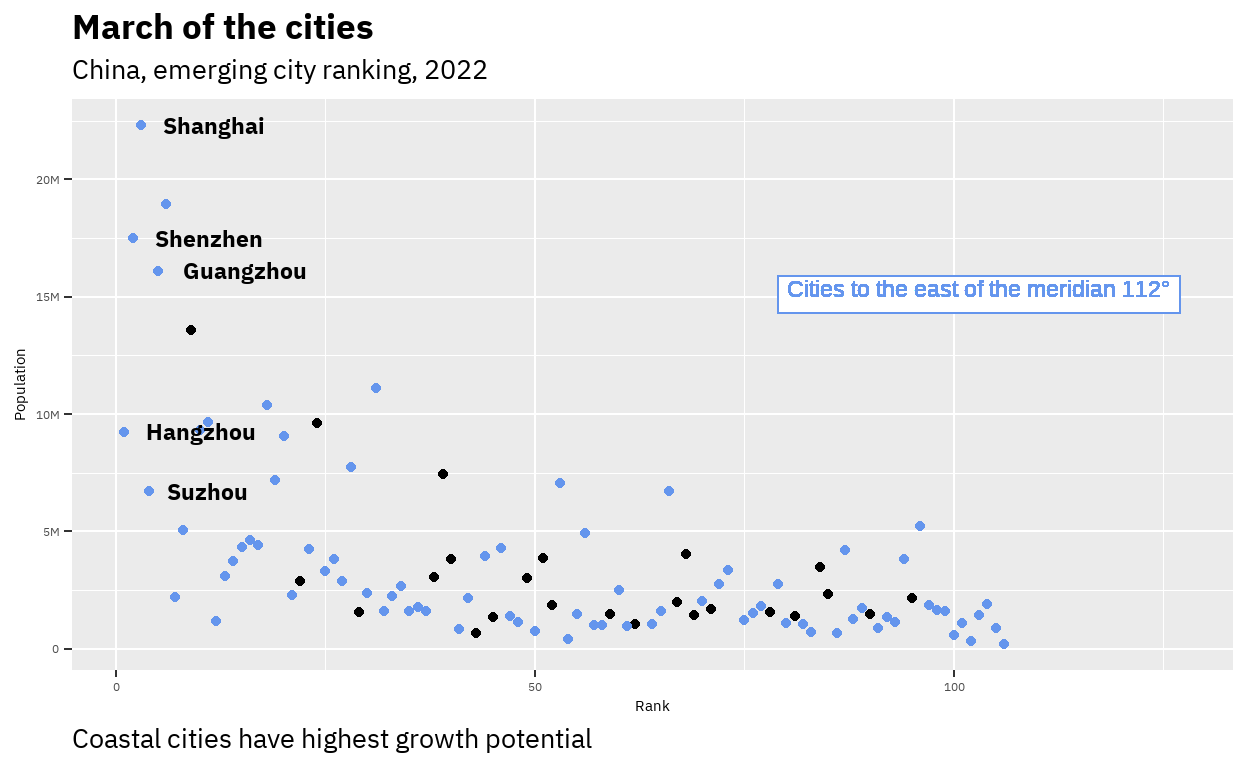 March of the cities
China, emerging city ranking, 2022
Shanghai
20M
Shenzhen
Guangzhou
Cities to the east of the meridian 112°
15M
Population
10M
Hangzhou
Suzhou
5M
0
0 50 100
Rank
Coastal cities have highest growth potential